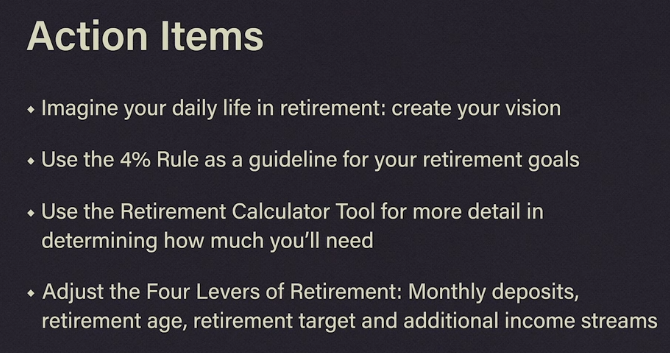 Action Items
⬩ Imagine your daily life in retirement: create your vision
⬩ Use the 4% Rule as a guideline for your retirement goals
⬩ Use the Retirement Calculator Tool for more detail in
determining how much you’ll need
⬩ Adjust the Four Levers of Retirement: Monthly deposits,
retirement age, retirement target and additional income streams